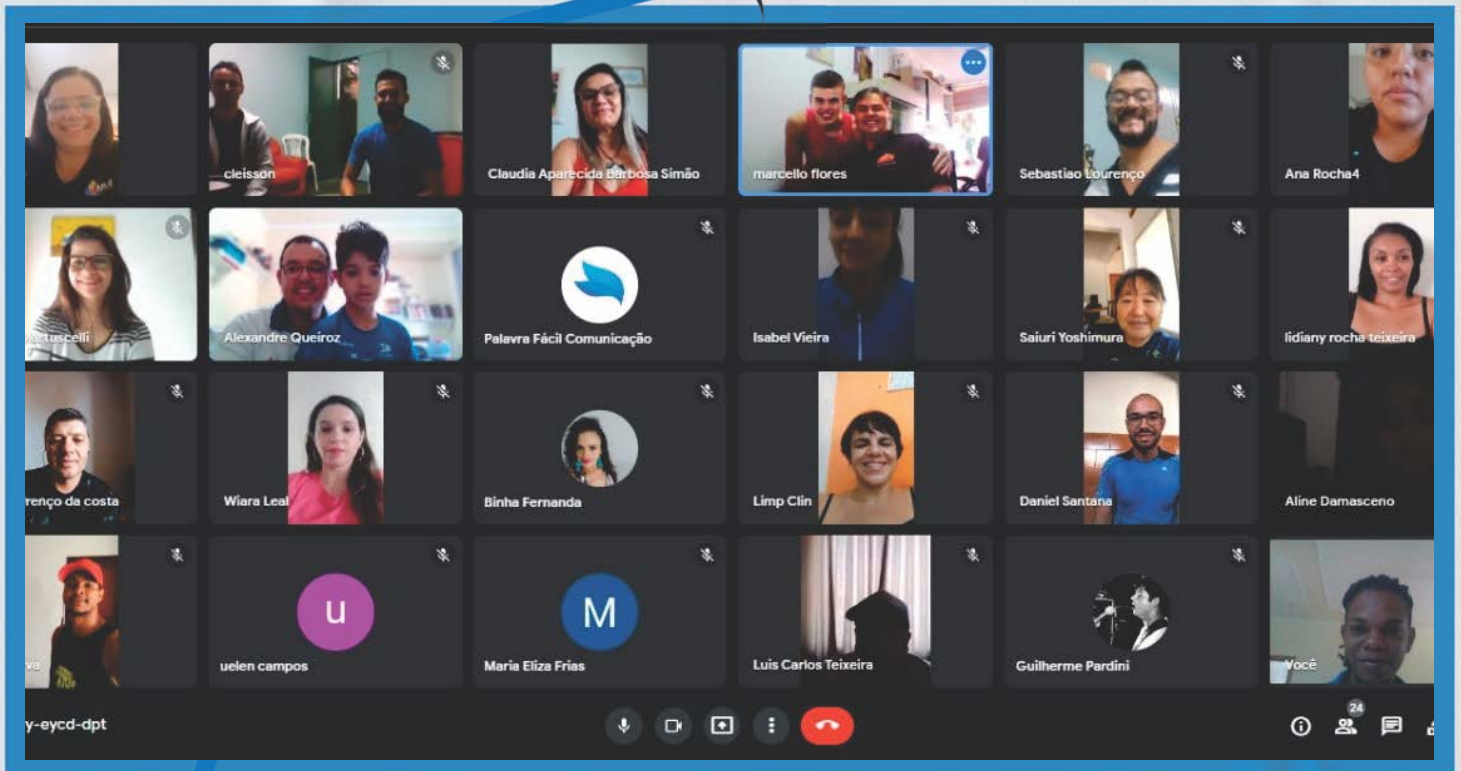 cleisson
Claudia Aparecida Barbosa Simão
marcello flores
Sebastiao Lourenço
Ana Rocha4
artuscelli
Alexandre Queiroz
Palavra Fácil Comunicação
Isabel Vieira
Saiuri Yoshimura
lidiany rocha teixeira
renço da costa
Wiara Leal
Binha Fernanda
Limp Clin
Daniel Santana
Aline Damasceno
va
u
uelen campos
M
Maria Eliza Frias
Luis Carlos Teixeira
Guilherme Pardini
Você
y-eycd-dpt
24